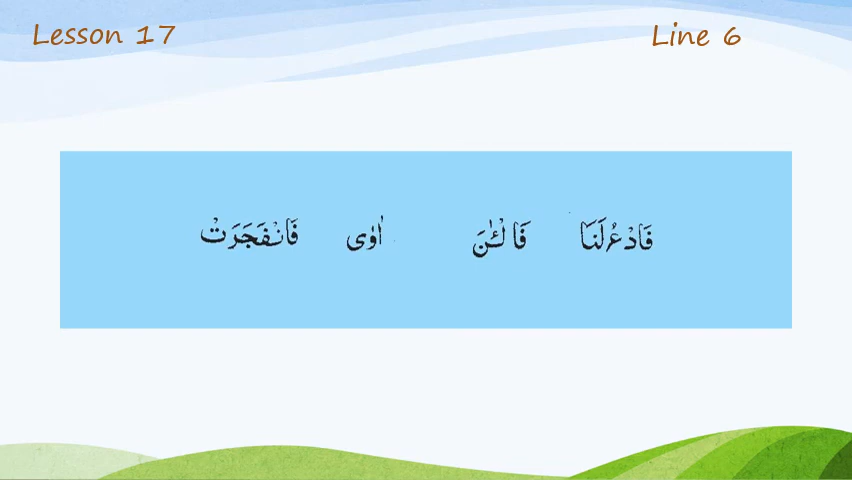 Lesson 17
Line 6
فَادْعُ لَنَا فَالْـٰٔنَ اٰوٰى فَانْفَجَرَتْ